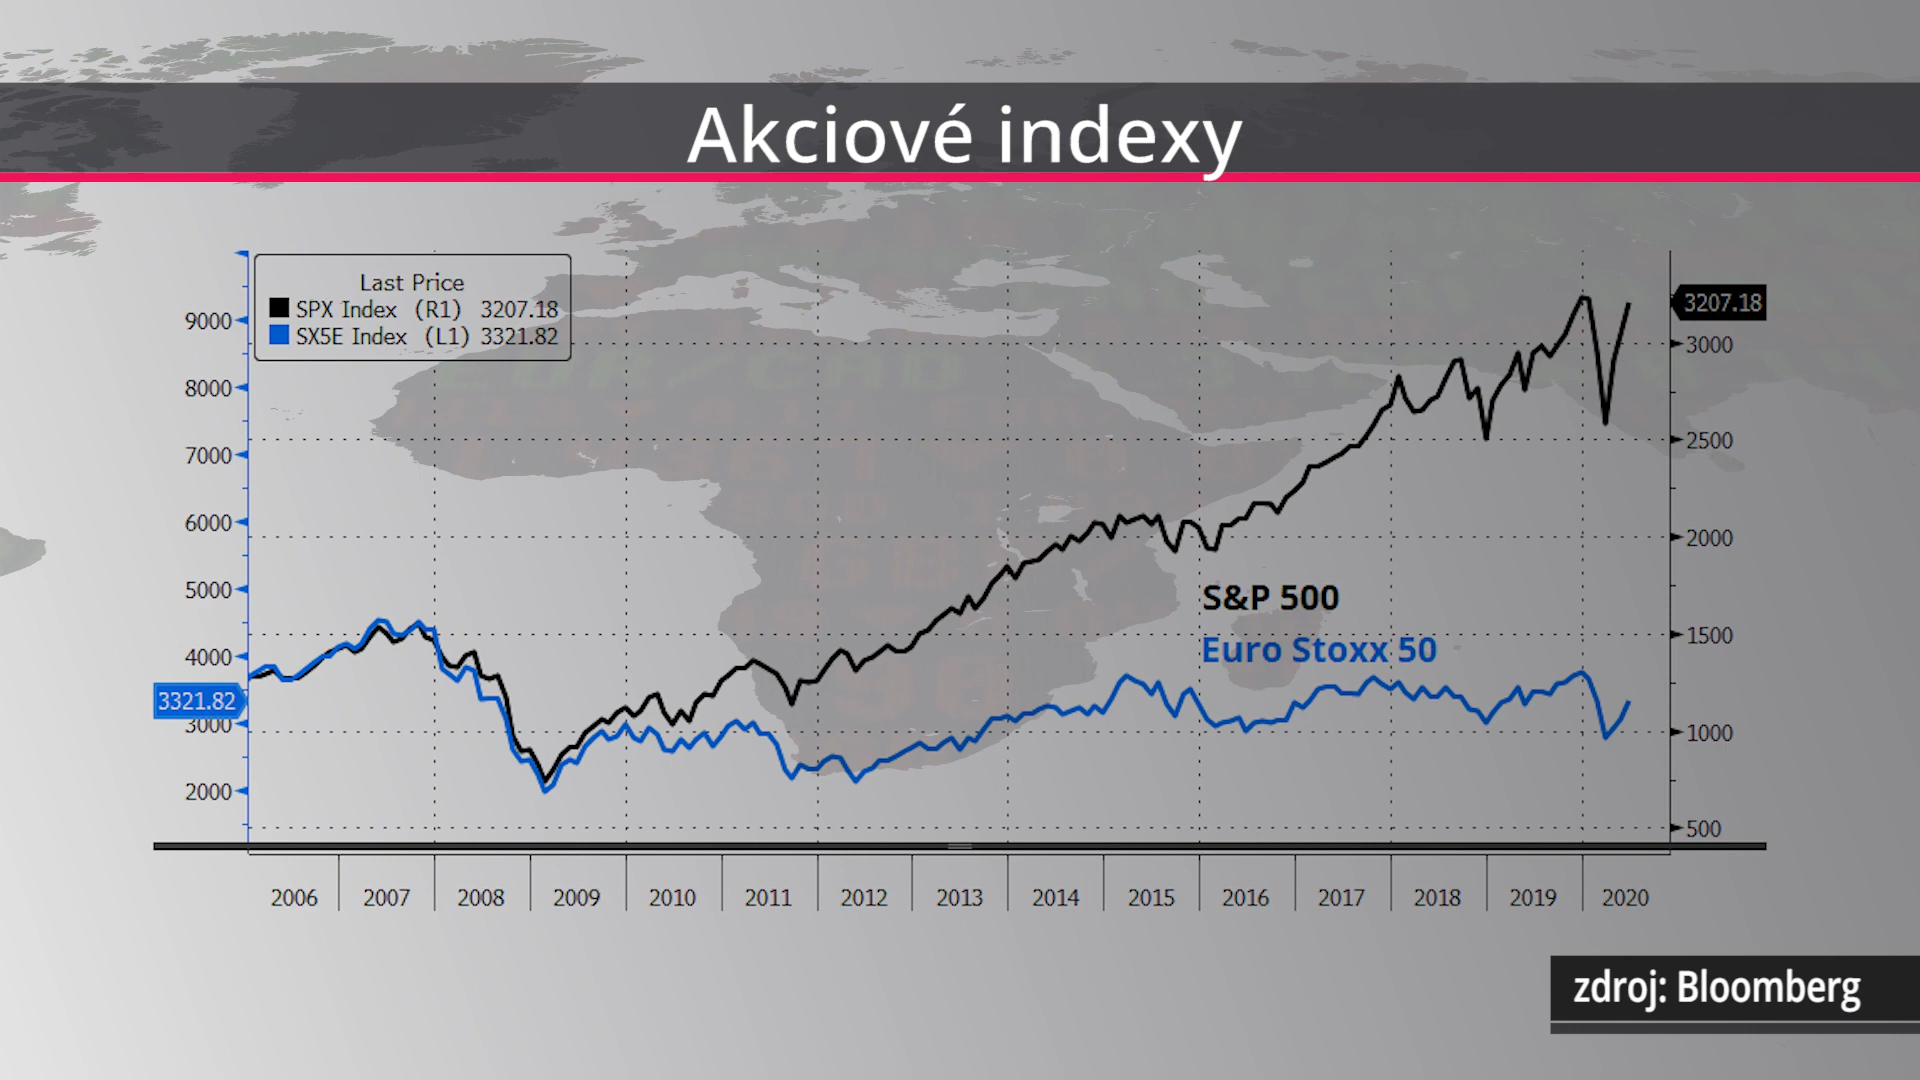 Akciové indexy
Last Price
SPX Index (R1) 3207.18
SX5E Index (L1) 3321.82
9000
8000
7000
6000
5000
4000
3321.82
3000
2000
3207.18
3000
2500
2000
1500
1000
500
S&P 500
Euro Stoxx 50
2006 2007 2008 2009 2010 2011 2012 2013 2014 2015 2016 2017 2018 2019 2020
zdroj: Bloomberg